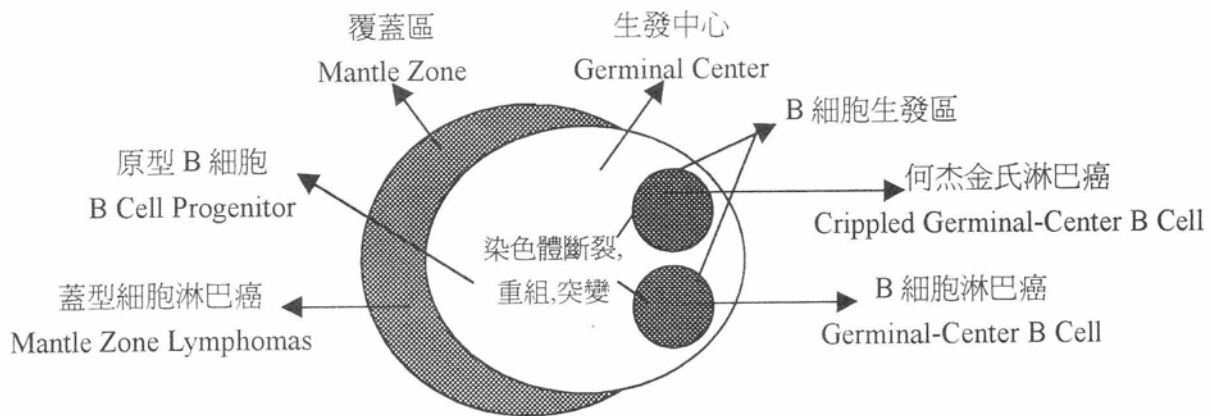 覆蓋區
Mantle Zone
生發中心
Germinal Center
B 細胞生發區
原型 B 細胞
B Cell Progenitor
何杰金氏淋巴癌
Crippled Germinal-Center B Cell
染色體斷裂,
重組,突變
蓋型細胞淋巴癌
Mantle Zone Lymphomas
B 細胞淋巴癌
Germinal-Center B Cell